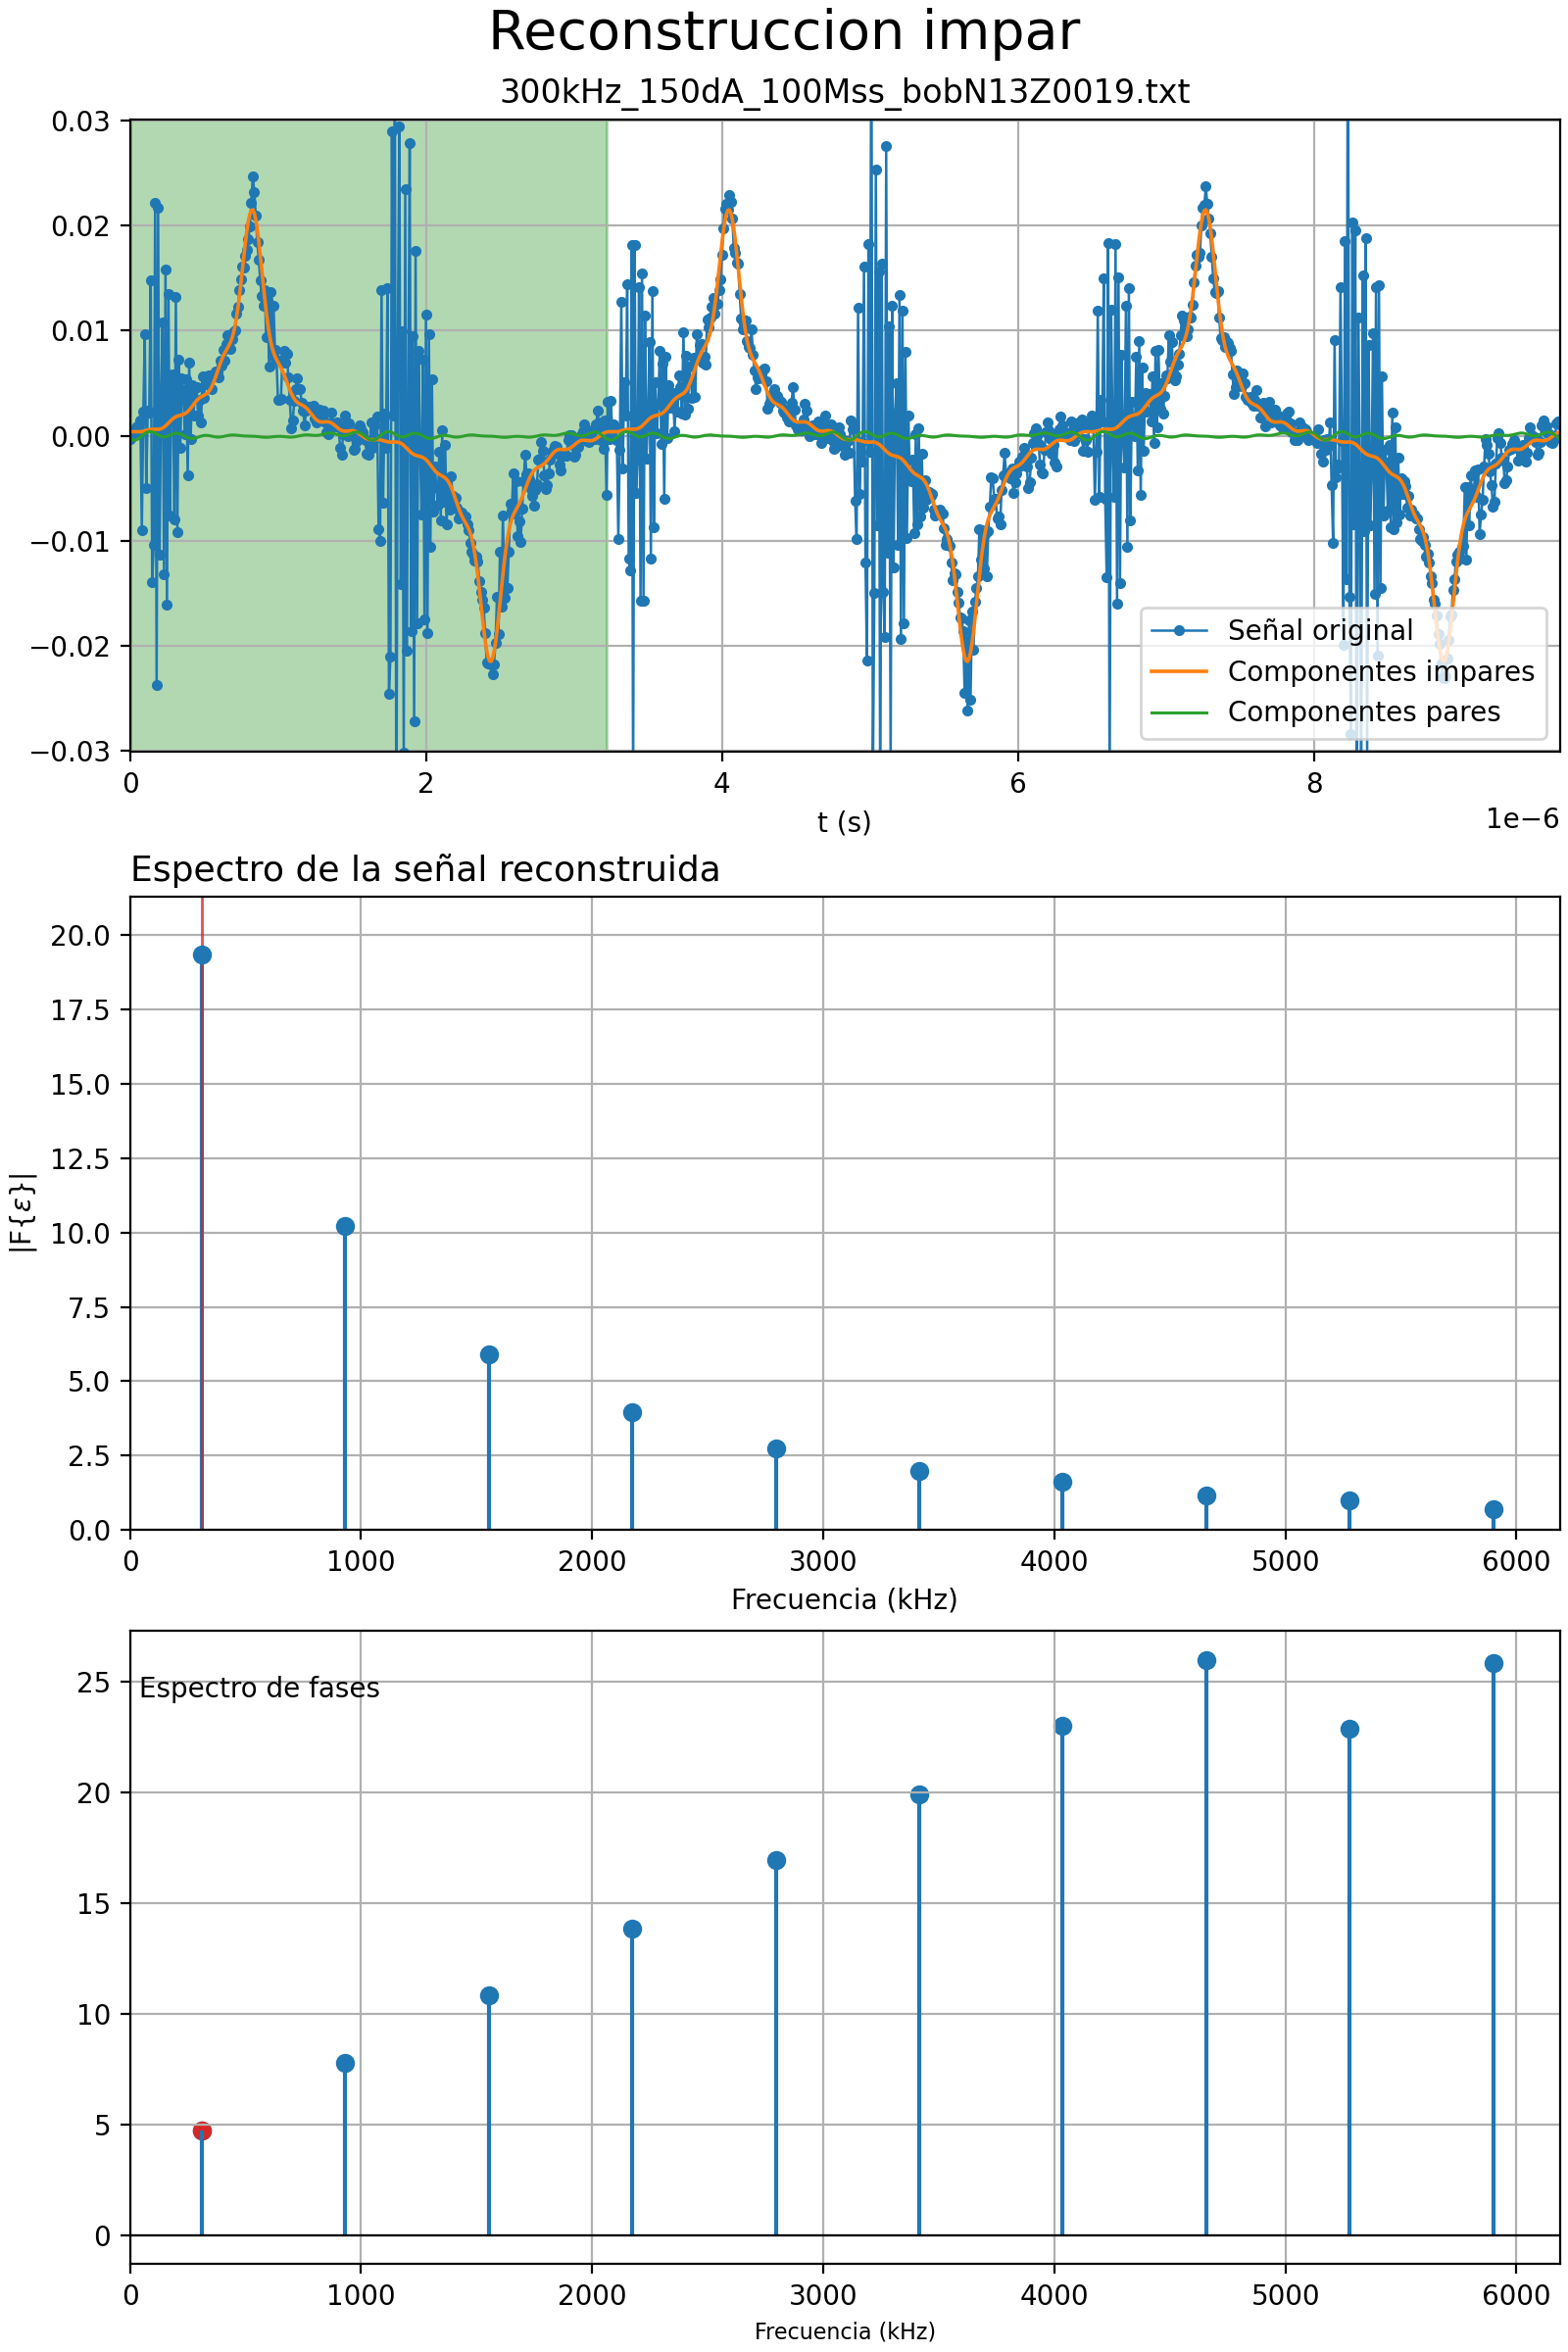 Reconstruccion impar
300kHz_150dA_100Mss_bobN13Z0019.txt
0.03
0.02
0.01
0.00
−0.01
−0.02
−0.03
Señal original
Componentes impares
Componentes pares
0 2 4 6 8
1e−6
t (s)
Espectro de la señal reconstruida
20.0
17.5
15.0
12.5
10.0
7.5
5.0
2.5
0.0
|F{ε}|
0 1000 2000 3000 4000 5000 6000
Frecuencia (kHz)
Espectro de fases
25
20
15
10
5
0
0 1000 2000 3000 4000 5000 6000
Frecuencia (kHz)